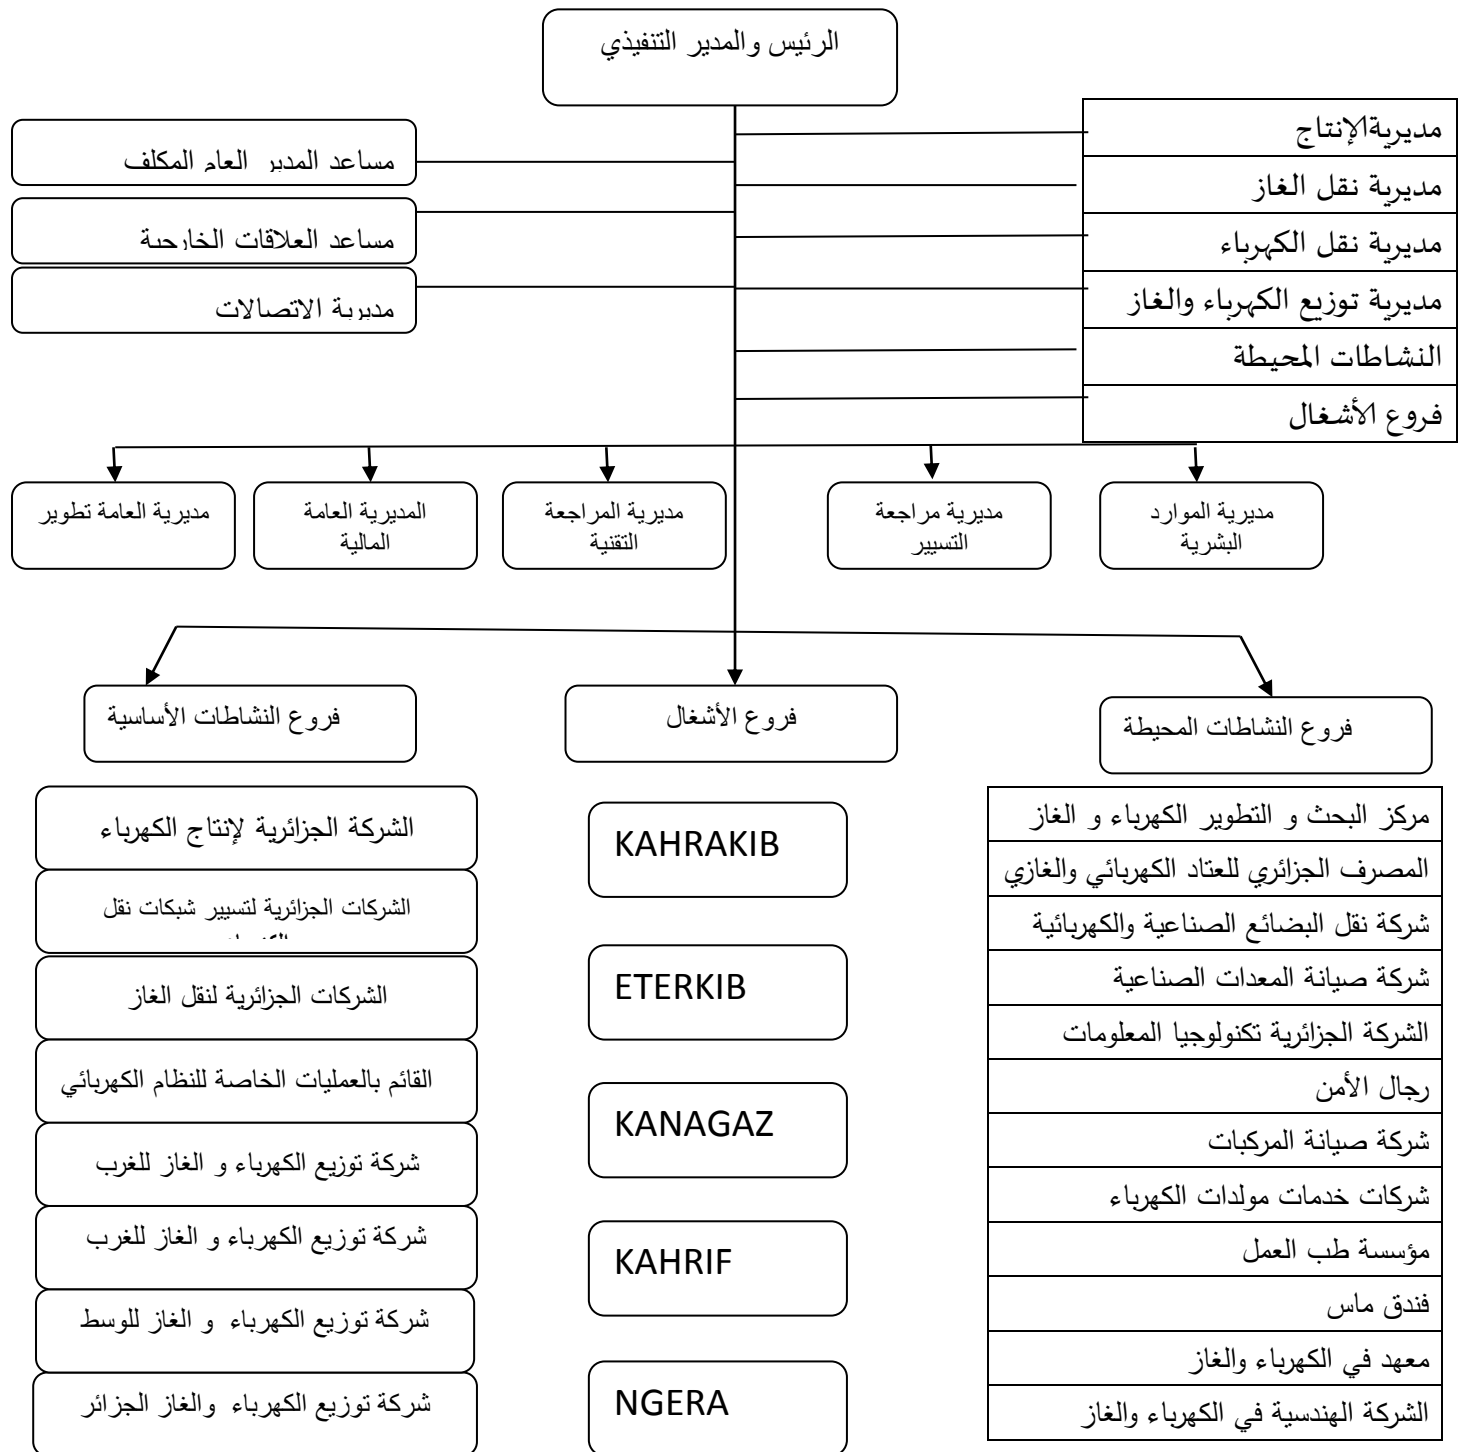 الرئيس والمدير التنفيذي
مديريةالإنتاج
مديرية نقل الغاز
مديرية نقل الكهرباء
مديرية توزيع الكهرباء والغاز
النشاطات المحيطة
فروع الأشغال
مساعد المدير العام المكلف
مساعد العلاقات الخارجية
مديرية الاتصالات
مديرية الموارد
البشرية
مديرية مراجعة
التسيير
مديرية المراجعة
التقنية
المديرية العامة
المالية
مديرية العامة تطوير
فروع النشاطات المحيطة
فروع الأشغال
فروع النشاطات الأساسية
مركز البحث و التطوير الكهرباء و الغاز
المصرف الجزائري للعتاد الكهربائي والغازي
شركة نقل البضائع الصناعية والكهربائية
شركة صيانة المعدات الصناعية
الشركة الجزائرية تكنولوجيا المعلومات
رجال الأمن
شركة صيانة المركبات
شركات خدمات مولدات الكهرباء
مؤسسة طب العمل
فندق ماس
معهد في الكهرباء والغاز
الشركة الهندسية في الكهرباء والغاز
KAHRAKIB
ETERKIB
KANAGAZ
KAHRIF
NGERA
الشركة الجزائرية لإنتاج الكهرباء
الشركات الجزائرية لتسيير شبكات نقل
الشركات الجزائرية لنقل الغاز
القائم بالعمليات الخاصة للنظام الكهربائي
شركة توزيع الكهرباء و الغاز للغرب
شركة توزيع الكهرباء و الغاز للغرب
شركة توزيع الكهرباء و الغاز للوسط
شركة توزيع الكهرباء والغاز الجزائر